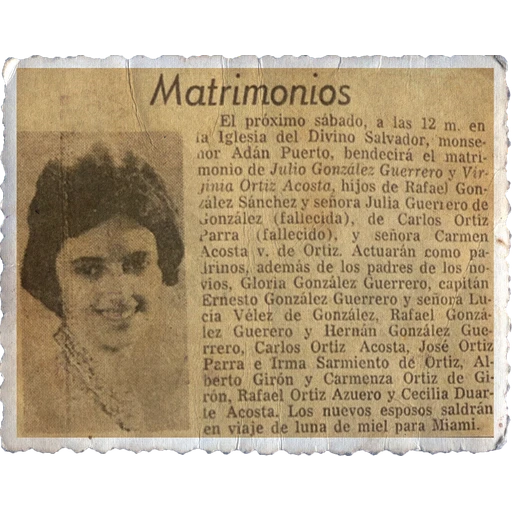 Matrimonios
El próximo sábado, a las 12 m. en
la Iglesia del Divino Salvador, monse-
ñor Adán Puerto, bendecirá el matri-
monio de Julio González Guerrero y Vir-
ginia Ortiz Acosta, hijos de Rafael Gon-
zález Sánchez y señora Julia Guerrero de
González (fallecida), de Carlos Ortiz
Parra (fallecido), y señora Carmen
Acosta v. de Ortiz. Actuarán como pa-
drinos, además de los padres de los no-
vios, Gloria González Guerrero, capitán
Ernesto González Guerrero y señora Lu-
cía Vélez de González, Rafael Gonzá-
lez Guerero y Hernán González Gue-
rrero, Carlos Ortiz Acosta, José Ortiz
Parra e Irma Sarmiento de Ortiz, Al-
berto Girón y Carmenza Ortiz de Gi-
rón, Rafael Ortiz Azuero y Cecilia Duar-
te Acosta. Los nuevos esposos saldrán
en viaje de luna de miel para Miami.